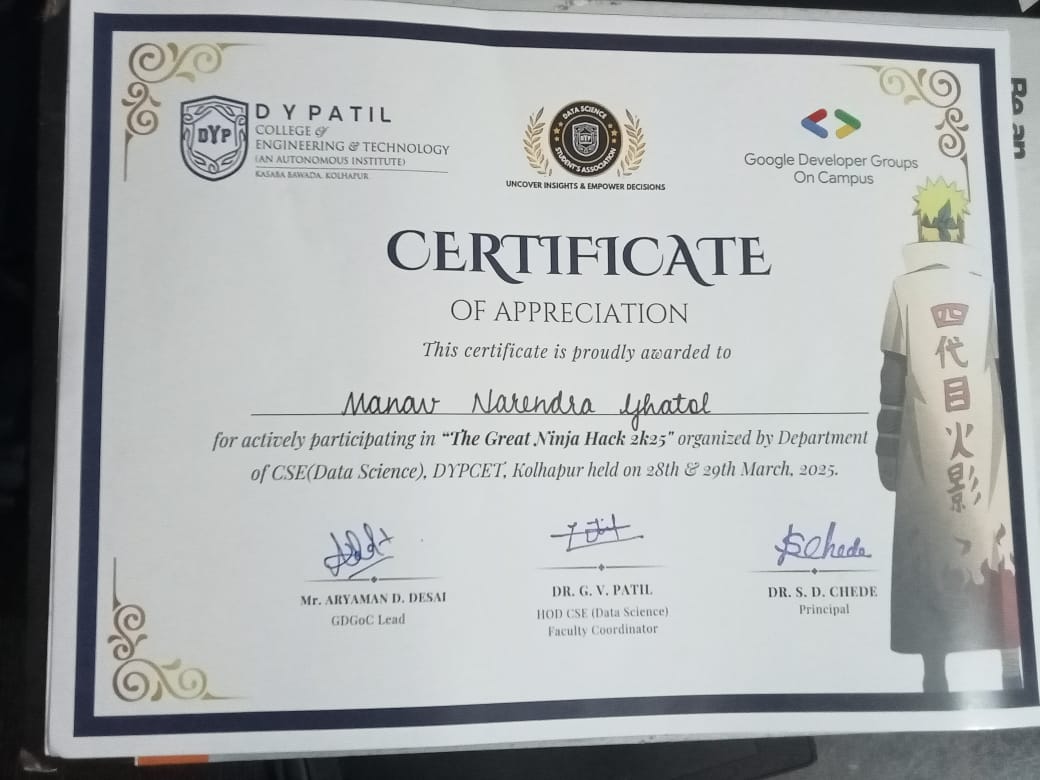 D Y PATIL
COLLEGE of
ENGINEERING & TECHNOLOGY
(AN AUTONOMOUS INSTITUTE)
KASABA BAWADA, KOLHAPUR
DATA SCIENCE
DYP
STUDENT'S ASSOCIATION
UNCOVER INSIGHTS & EMPOWER DECISIONS
Google Developer Groups
On Campus
CERTIFICATE
OF APPRECIATION
This certificate is proudly awarded to
Manav Narendra Ghatol
for actively participating in “The Great Ninja Hack 2k25" organized by Department
of CSE(Data Science), DYPCET, Kolhapur held on 28th & 29th March, 2025.
Mr. ARYAMAN D. DESAI
GDGoC Lead
DR. G. V. PATIL
HOD CSE (Data Science)
Faculty Coordinator
DR. S. D. CHEDE
Principal
四代目火影